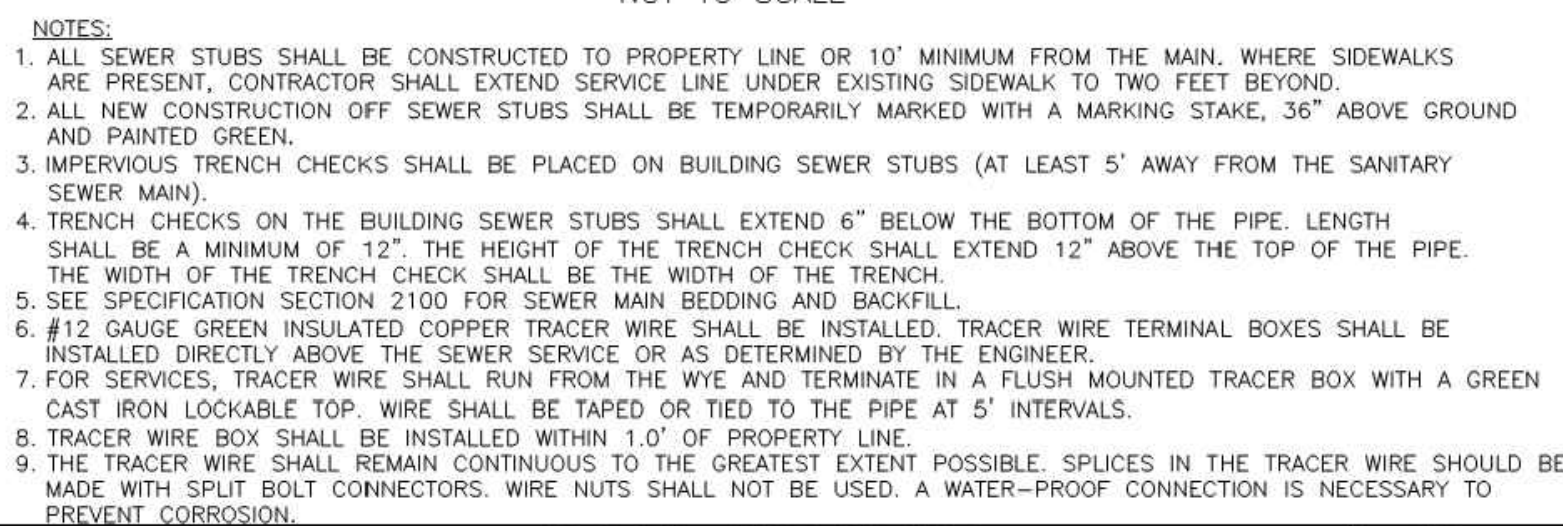 NOT TO SCALE
NOTES:
1. ALL SEWER STUBS SHALL BE CONSTRUCTED TO PROPERTY LINE OR 10' MINIMUM FROM THE MAIN. WHERE SIDEWALKS
ARE PRESENT, CONTRACTOR SHALL EXTEND SERVICE LINE UNDER EXISTING SIDEWALK TO TWO FEET BEYOND.
2. ALL NEW CONSTRUCTION OFF SEWER STUBS SHALL BE TEMPORARILY MARKED WITH A MARKING STAKE, 36" ABOVE GROUND
AND PAINTED GREEN.
3. IMPERVIOUS TRENCH CHECKS SHALL BE PLACED ON BUILDING SEWER STUBS (AT LEAST 5' AWAY FROM THE SANITARY
SEWER MAIN).
4. TRENCH CHECKS ON THE BUILDING SEWER STUBS SHALL EXTEND 6" BELOW THE BOTTOM OF THE PIPE. LENGTH
SHALL BE A MINIMUM OF 12". THE HEIGHT OF THE TRENCH CHECK SHALL EXTEND 12" ABOVE THE TOP OF THE PIPE.
THE WIDTH OF THE TRENCH CHECK SHALL BE THE WIDTH OF THE TRENCH.
5. SEE SPECIFICATION SECTION 2100 FOR SEWER MAIN BEDDING AND BACKFILL.
6. #12 GAUGE GREEN INSULATED COPPER TRACER WIRE SHALL BE INSTALLED. TRACER WIRE TERMINAL BOXES SHALL BE
INSTALLED DIRECTLY ABOVE THE SEWER SERVICE OR AS DETERMINED BY THE ENGINEER.
7. FOR SERVICES, TRACER WIRE SHALL RUN FROM THE WYE AND TERMINATE IN A FLUSH MOUNTED TRACER BOX WITH A GREEN
CAST IRON LOCKABLE TOP. WIRE SHALL BE TAPED OR TIED TO THE PIPE AT 5' INTERVALS.
8. TRACER WIRE BOX SHALL BE INSTALLED WITHIN 1.0' OF PROPERTY LINE.
9. THE TRACER WIRE SHALL REMAIN CONTINUOUS TO THE GREATEST EXTENT POSSIBLE. SPLICES IN THE TRACER WIRE SHOULD BE
MADE WITH SPLIT BOLT CONNECTORS. WIRE NUTS SHALL NOT BE USED. A WATER-PROOF CONNECTION IS NECESSARY TO
PREVENT CORROSION.